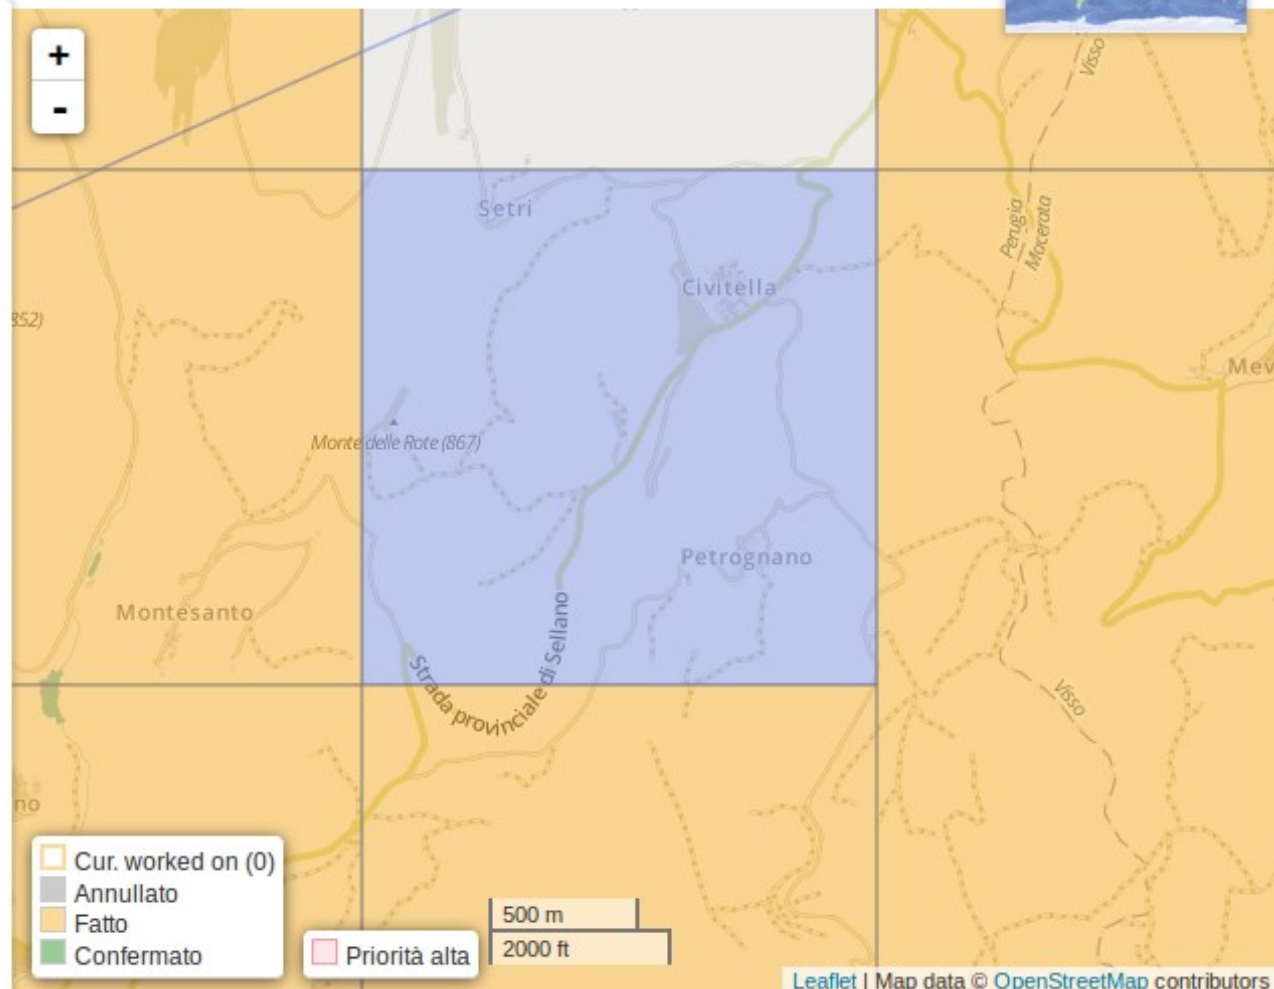 +
-
Visso
Setri
Perugia
Macerata
Civitella
852)
Mev
Monte delle Rote (867)
Petrognano
Montesanto
Strada provinciale di Sellano
Visso
no
Cur. worked on (0)
Annullato
Fatto
Confermato
Priorità alta
500 m
2000 ft
Leaflet | Map data © OpenStreetMap contributors